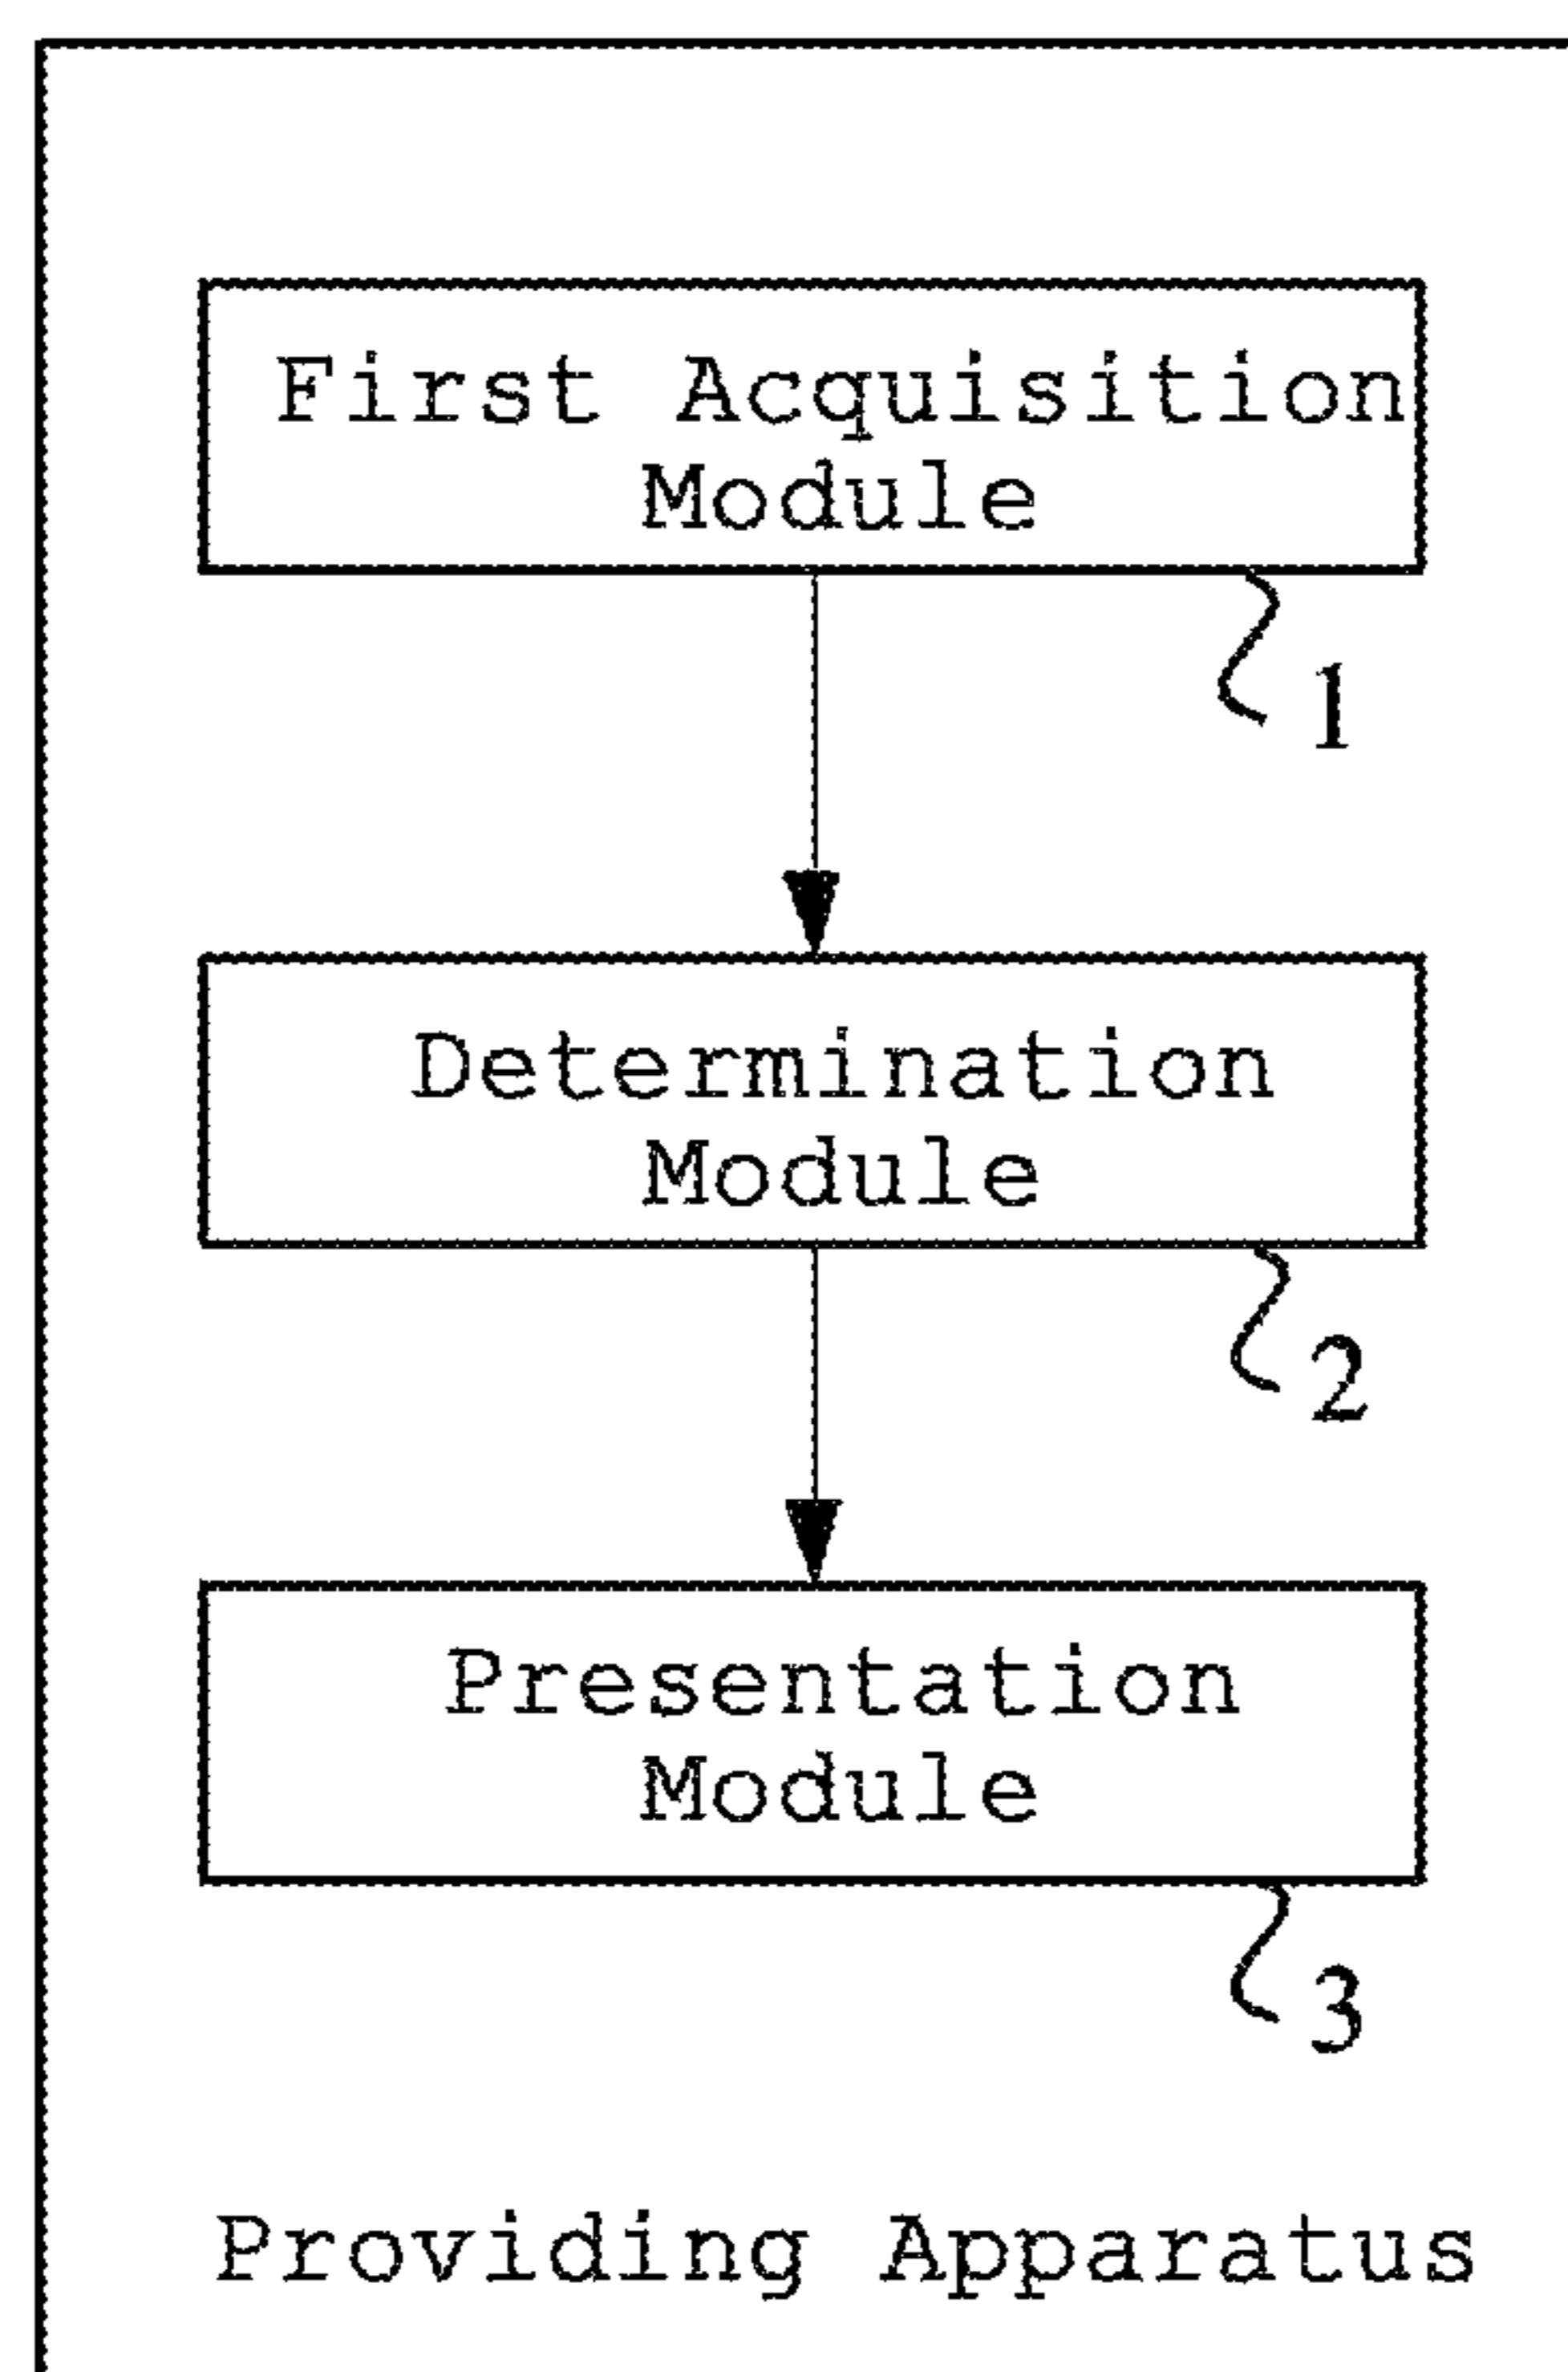 First Acquisition
Module
1
Determination
Module
2
Presentation
Module
3
Providing Apparatus